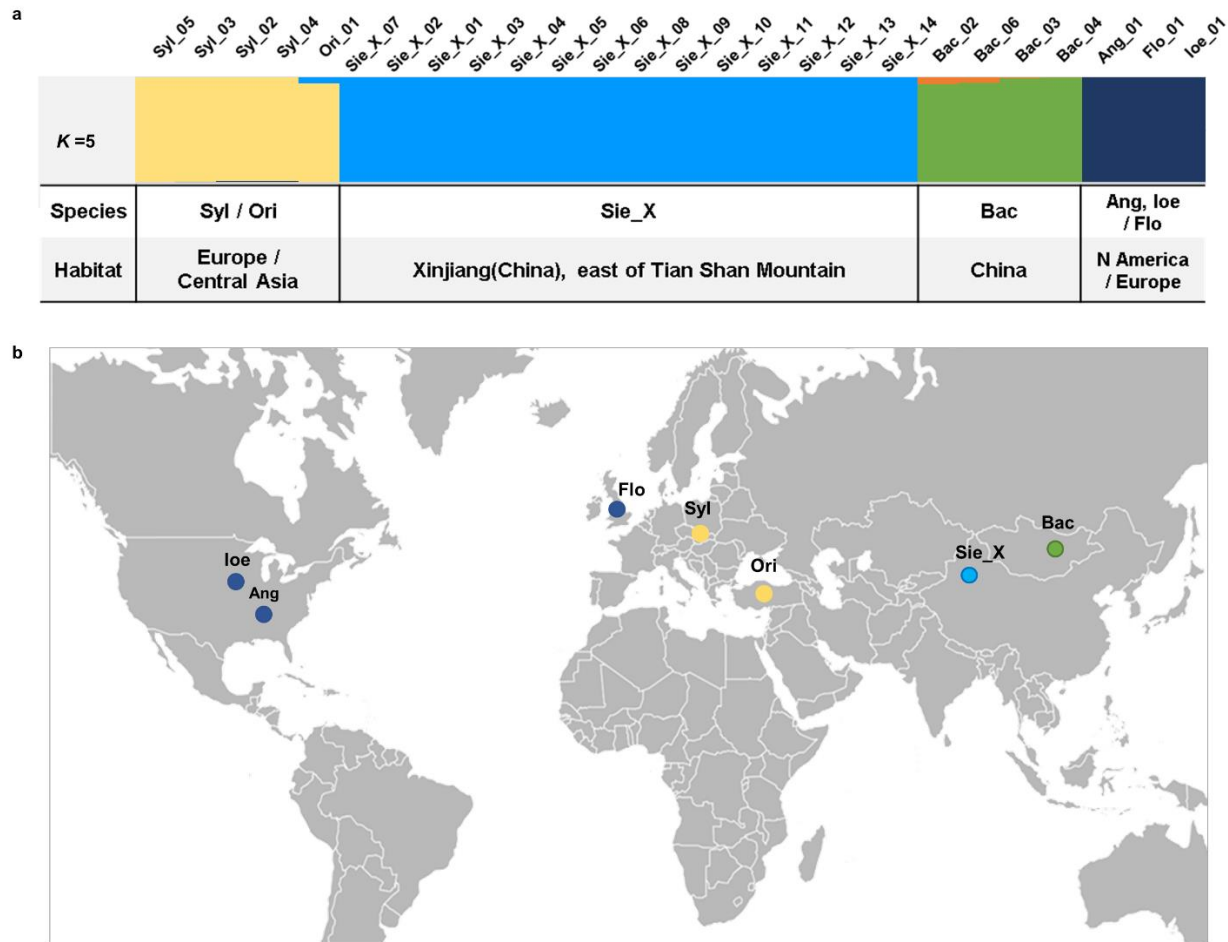 a
Syl_05 Syl_03 Syl_02 Syl_04 Ori_01 Sie_X_07 Sie_X_02 Sie_X_01 Sie_X_03 Sie_X_04 Sie_X_05 Sie_X_06 Sie_X_08 Sie_X_09 Sie_X_10 Sie_X_11 Sie_X_12 Sie_X_13 Sie_X_14 Bac_02 Bac_06 Bac_03 Bac_04 Ang_01 Flo_01 Ioe_01
K =5
Species Syl / Ori Sie_X Bac Ang, Ioe / Flo
Habitat Europe / Central Asia Xinjiang(China), east of Tian Shan Mountain China N America / Europe
b
Flo
Syl
Bac
Ioe
Sie_X
Ori
Ang